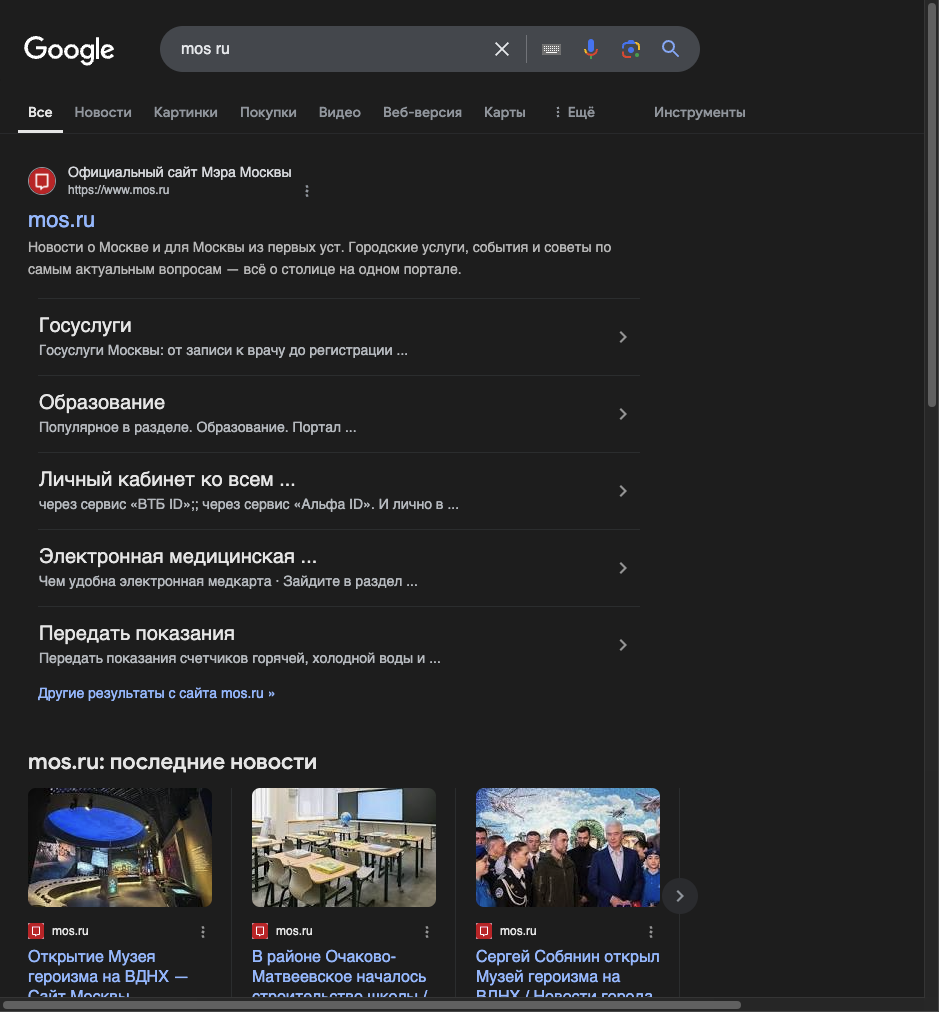 Google
mos ru
Все Новости Картинки Покупки Видео Веб-версия Карты Ещё Инструменты
Официальный сайт Мэра Москвы
https://www.mos.ru
mos.ru
Новости о Москве и для Москвы из первых уст. Городские услуги, события и советы по
самым актуальным вопросам — всё о столице на одном портале.
Госуслуги
Госуслуги Москвы: от записи к врачу до регистрации ...
Образование
Популярное в разделе. Образование. Портал ...
Личный кабинет ко всем ...
через сервис «ВТБ ID»;; через сервис «Альфа ID». И лично в ...
Электронная медицинская ...
Чем удобна электронная медкарта · Зайдите в раздел ...
Передать показания
Передать показания счетчиков горячей, холодной воды и ...
Другие результаты с сайта mos.ru »
mos.ru: последние новости
mos.ru
Открытие Музея
героизма на ВДНХ —
Сайт Москвы
mos.ru
В районе Очаково-
Матвеевское началось
строительство школы /
mos.ru
Сергей Собянин открыл
Музей героизма на
ВДНХ / Новости города